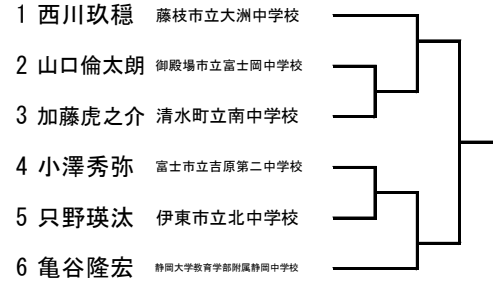 1 西川玖穏 藤枝市立大洲中学校
2 山口倫太朗 御殿場市立富士岡中学校
3 加藤虎之介 清水町立南中学校
4 小澤秀弥 富士市立吉原第二中学校
5 只野瑛汰 伊東市立北中学校
6 亀谷隆宏 静岡大学教育学部附属静岡中学校